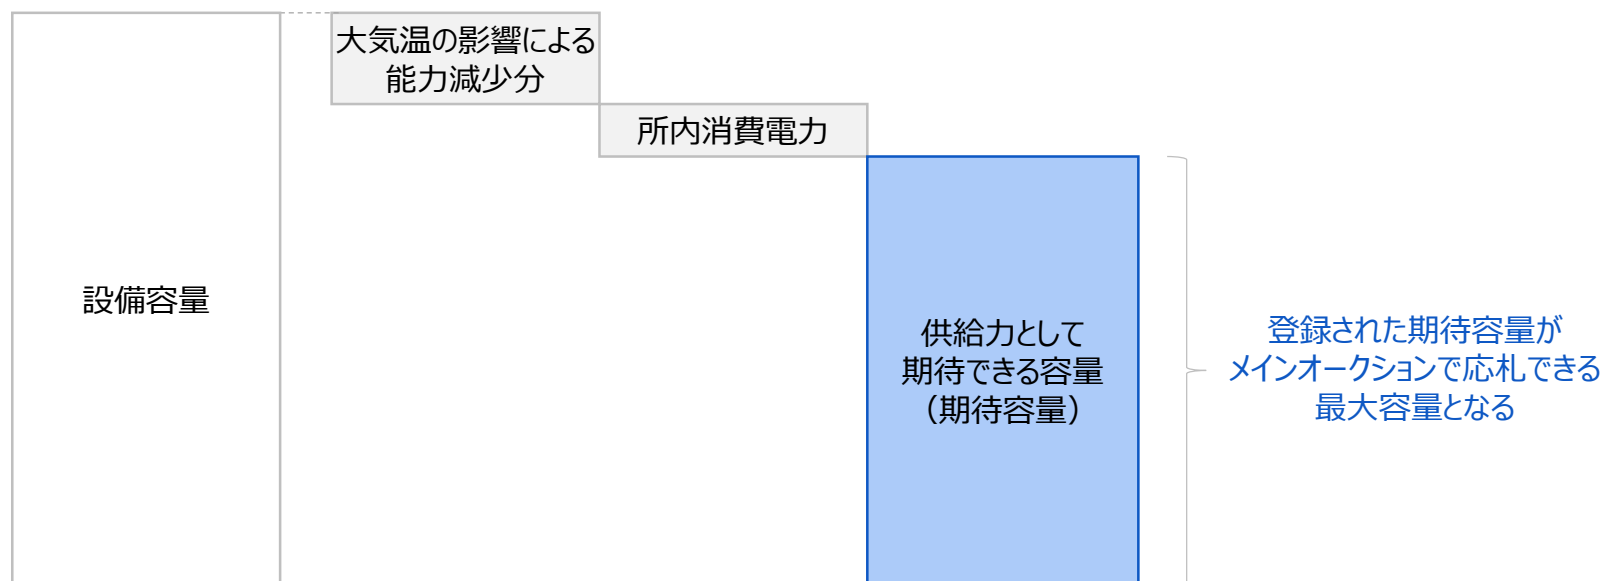 大気温の影響による
能力減少分
所内消費電力
設備容量
供給力として
期待できる容量
（期待容量）
登録された期待容量が
メインオークションで応札できる
最大容量となる